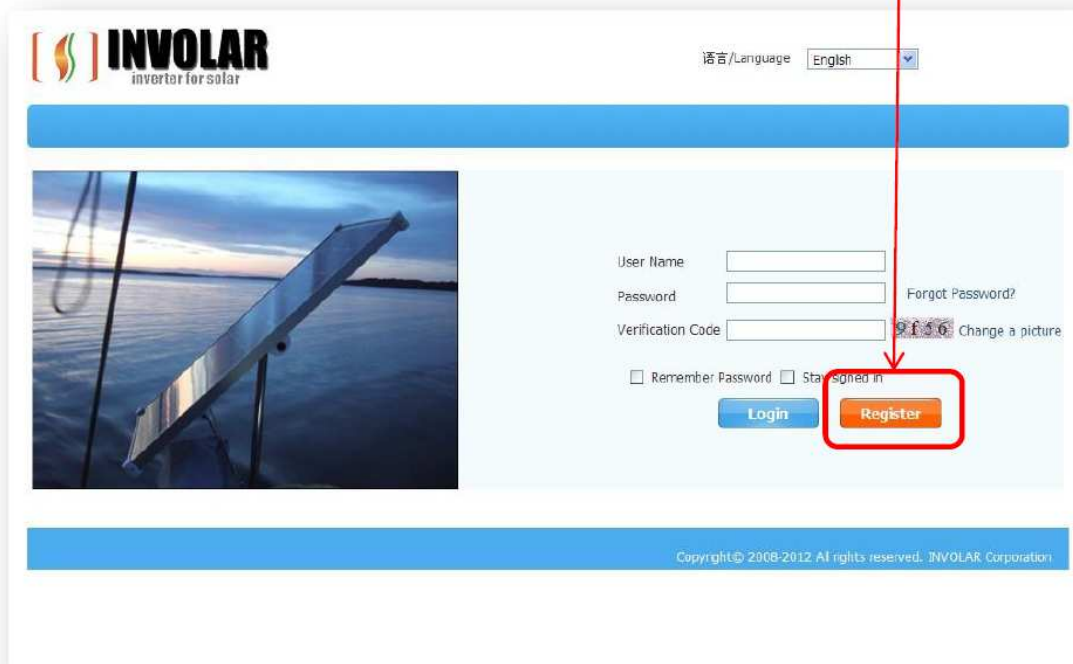 INVOLAR
inverter for solar
语言/Language English
User Name
Password Forgot Password?
Verification Code 9f56 Change a picture
Remember Password Stay signed in
Login Register
Copyright© 2008-2012 All rights reserved. INVOLAR Corporation